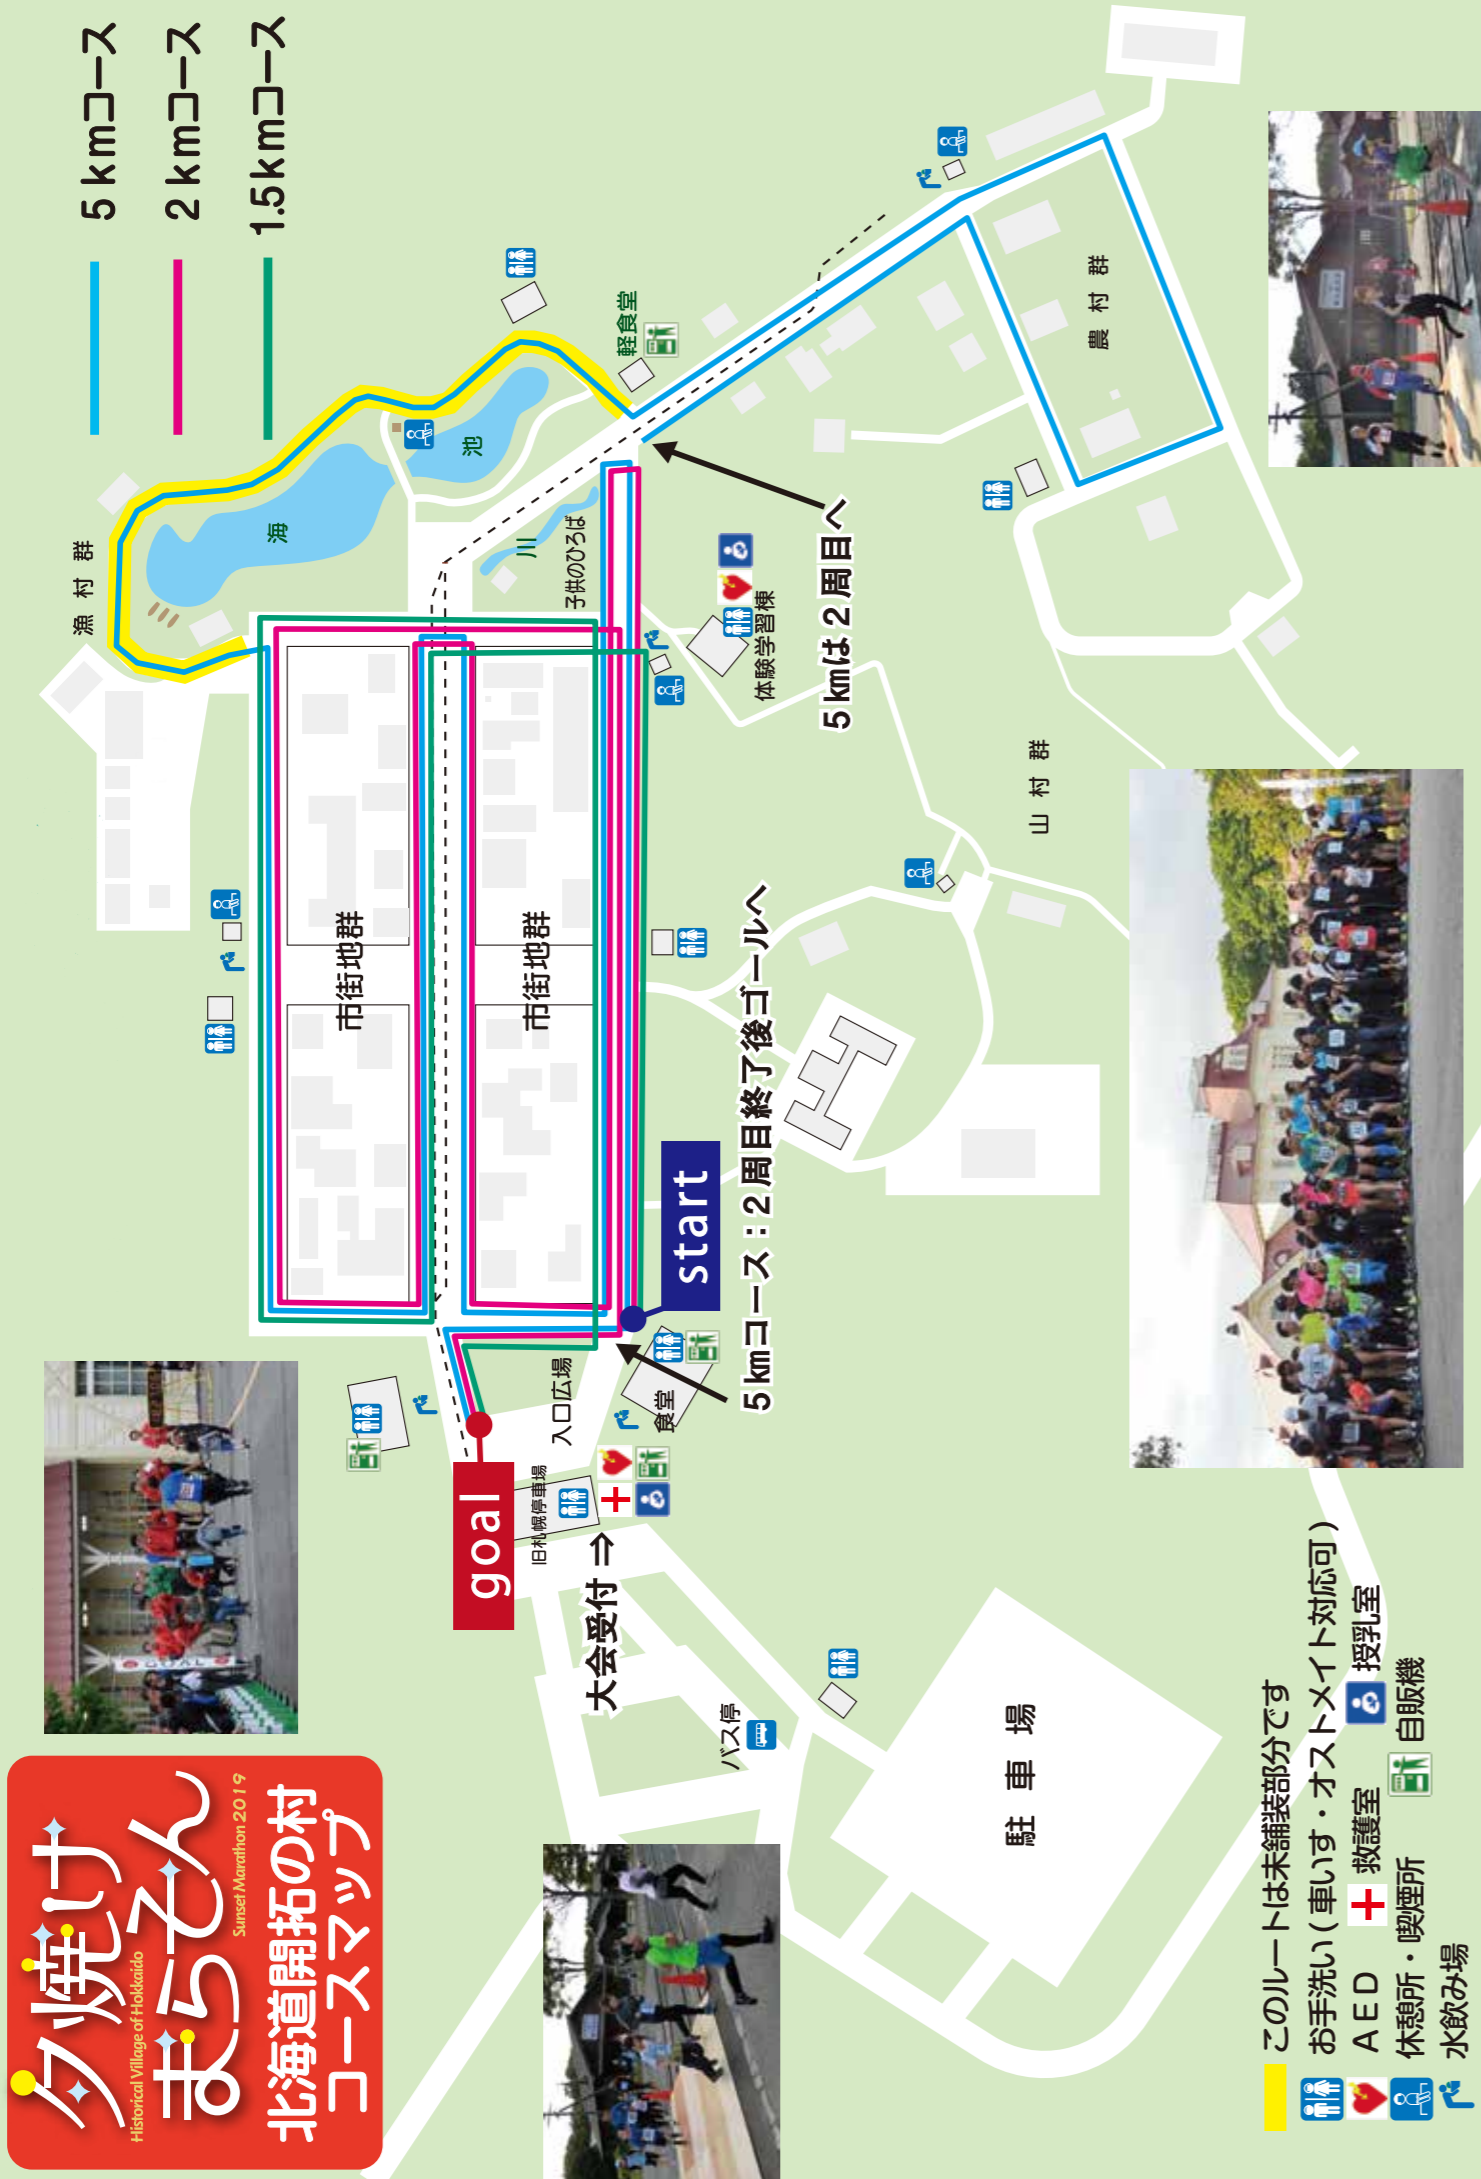 夕焼け
Historical Village of Hokkaido
まらそん
Sunset Marathon 2019
北海道開拓の村
コースマップ
5kmコース
2kmコース
1.5kmコース
漁村群
海
池
軽食堂
川
子供のひろば
市街地群
市街地群
体験学習棟
農村群
山村群
5kmは2周目へ
5kmコース：2周目終了後ゴールへ
start
goal
入口広場
旧札幌停車場
食堂
大会受付⇒
バス停
駐車場
このルートは未舗装部分です
お手洗い（車いす・オストメイト対応可）
AED
救護室
授乳室
休憩所・喫煙所
自販機
水飲み場
GOAL